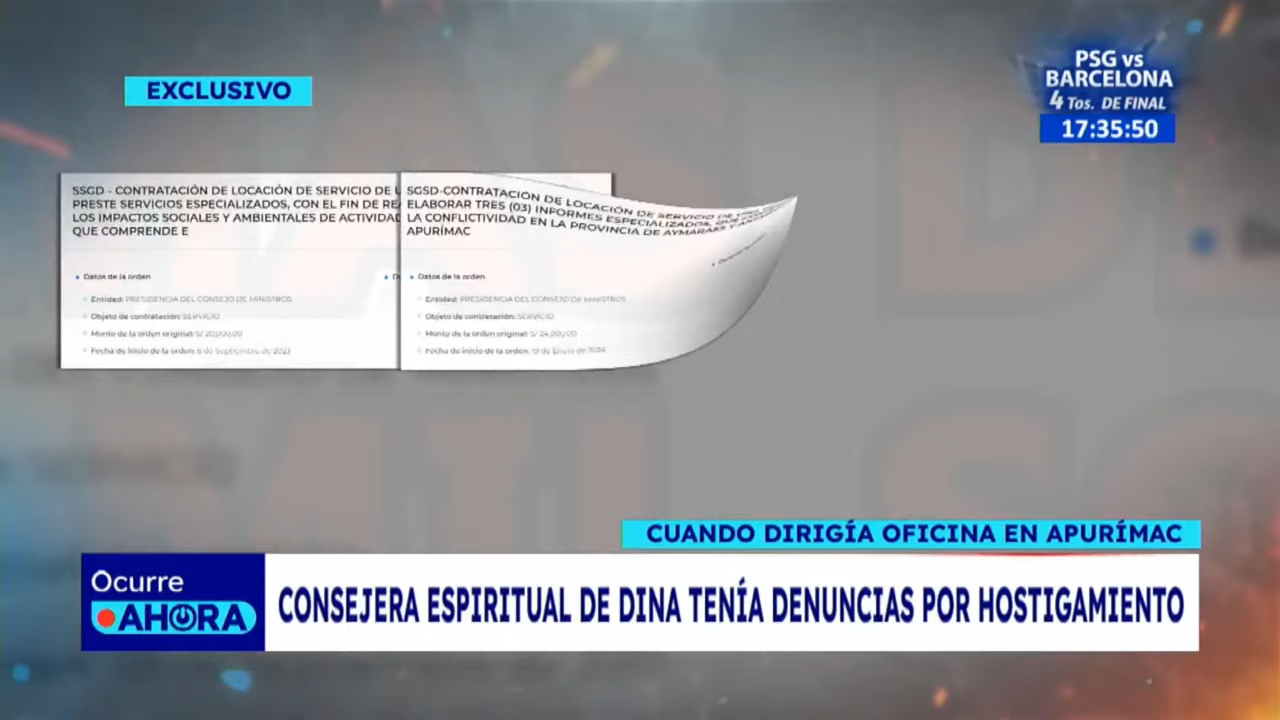 EXCLUSIVO
PSG vs
BARCELONA
4 Tos. DE FINAL
17:35:50
SSGD - CONTRATACIÓN DE LOCACIÓN DE SERVICIO DE U
PRESTE SERVICIOS ESPECIALIZADOS, CON EL FIN DE REA
LOS IMPACTOS SOCIALES Y AMBIENTALES DE ACTIVIDAD
QUE COMPRENDE E
Datos de la orden
Entidad: PRESIDENCIA DEL CONSEJO DE MINISTROS
Objeto de contratación: SERVICIO
Monto de la orden original: S/ 20,000.00
Fecha de inicio de la orden: 6 de Septiembre de 2023
SGSD-CONTRATACION DE LOCACIÓN DE SERVICIO DE
ELABORAR TRES (03) INFORMES ESPECIALIZADOS, QUE
LA CONFLICTIVIDAD EN LA PROVINCIA DE AYMARAES Y
APURÍMAC
Datos de la orden
Entidad: PRESIDENCIA DEL CONSEJO DE MINISTROS
Objeto de contratación: SERVICIO
Monto de la orden original: S/ 24,000.00
Fecha de inicio de la orden: 19 de Enero de 2024
CUANDO DIRIGÍA OFICINA EN APURÍMAC
Ocurre
AHORA
CONSEJERA ESPIRITUAL DE DINA TENÍA DENUNCIAS POR HOSTIGAMIENTO